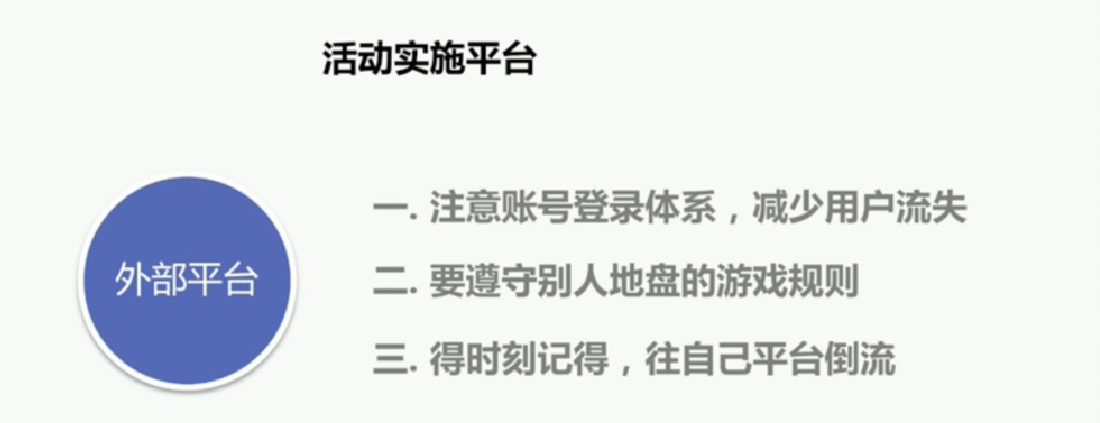 活动实施平台
外部平台
一. 注意账号登录体系，减少用户流失
二. 要遵守别人地盘的游戏规则
三. 得时刻记得，往自己平台倒流